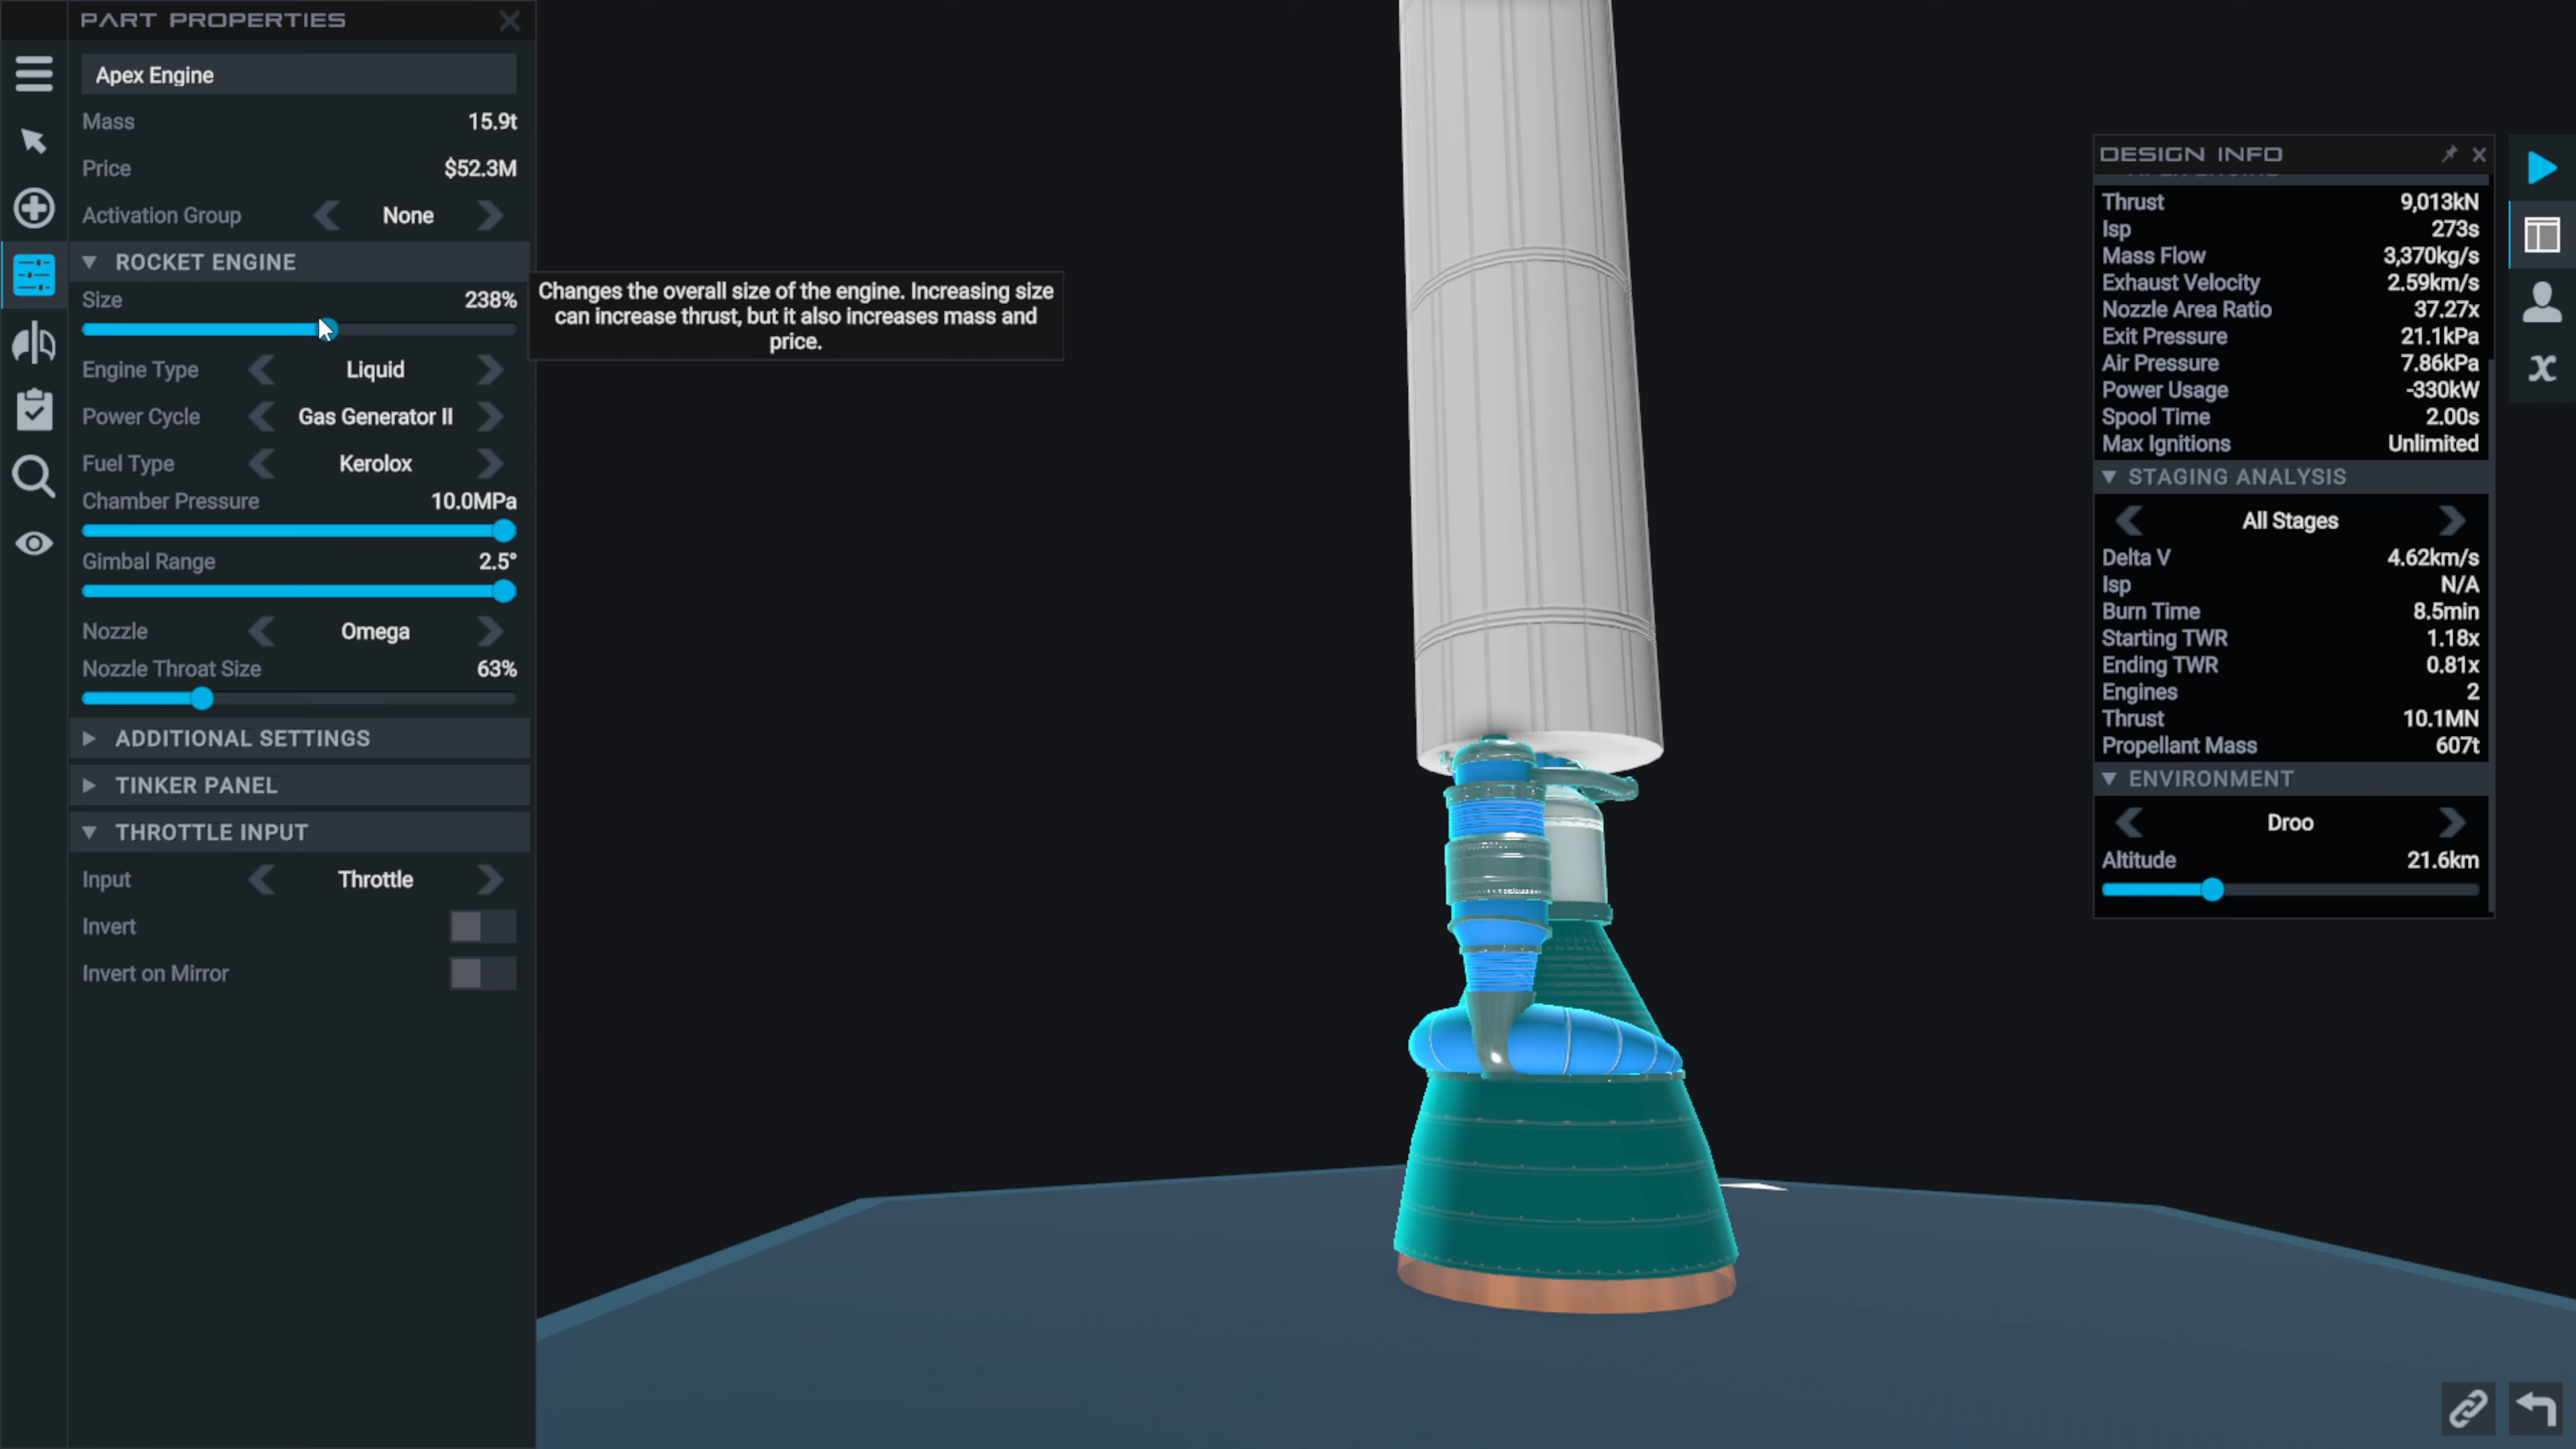 PART PROPERTIES
Apex Engine
Mass 15.9t
Price $52.3M
Activation Group None
ROCKET ENGINE
Size 238%
Changes the overall size of the engine. Increasing size
can increase thrust, but it also increases mass and
price.
Engine Type Liquid
Power Cycle Gas Generator II
Fuel Type Kerolox
Chamber Pressure 10.0MPa
Gimbal Range 2.5°
Nozzle Omega
Nozzle Throat Size 63%
ADDITIONAL SETTINGS
TINKER PANEL
THROTTLE INPUT
Input Throttle
Invert
Invert on Mirror
DESIGN INFO
Thrust 9,013kN
Isp 273s
Mass Flow 3,370kg/s
Exhaust Velocity 2.59km/s
Nozzle Area Ratio 37.27x
Exit Pressure 21.1kPa
Air Pressure 7.86kPa
Power Usage -330kW
Spool Time 2.00s
Max Ignitions Unlimited
STAGING ANALYSIS
All Stages
Delta V 4.62km/s
Isp N/A
Burn Time 8.5min
Starting TWR 1.18x
Ending TWR 0.81x
Engines 2
Thrust 10.1MN
Propellant Mass 607t
ENVIRONMENT
Droo
Altitude 21.6km